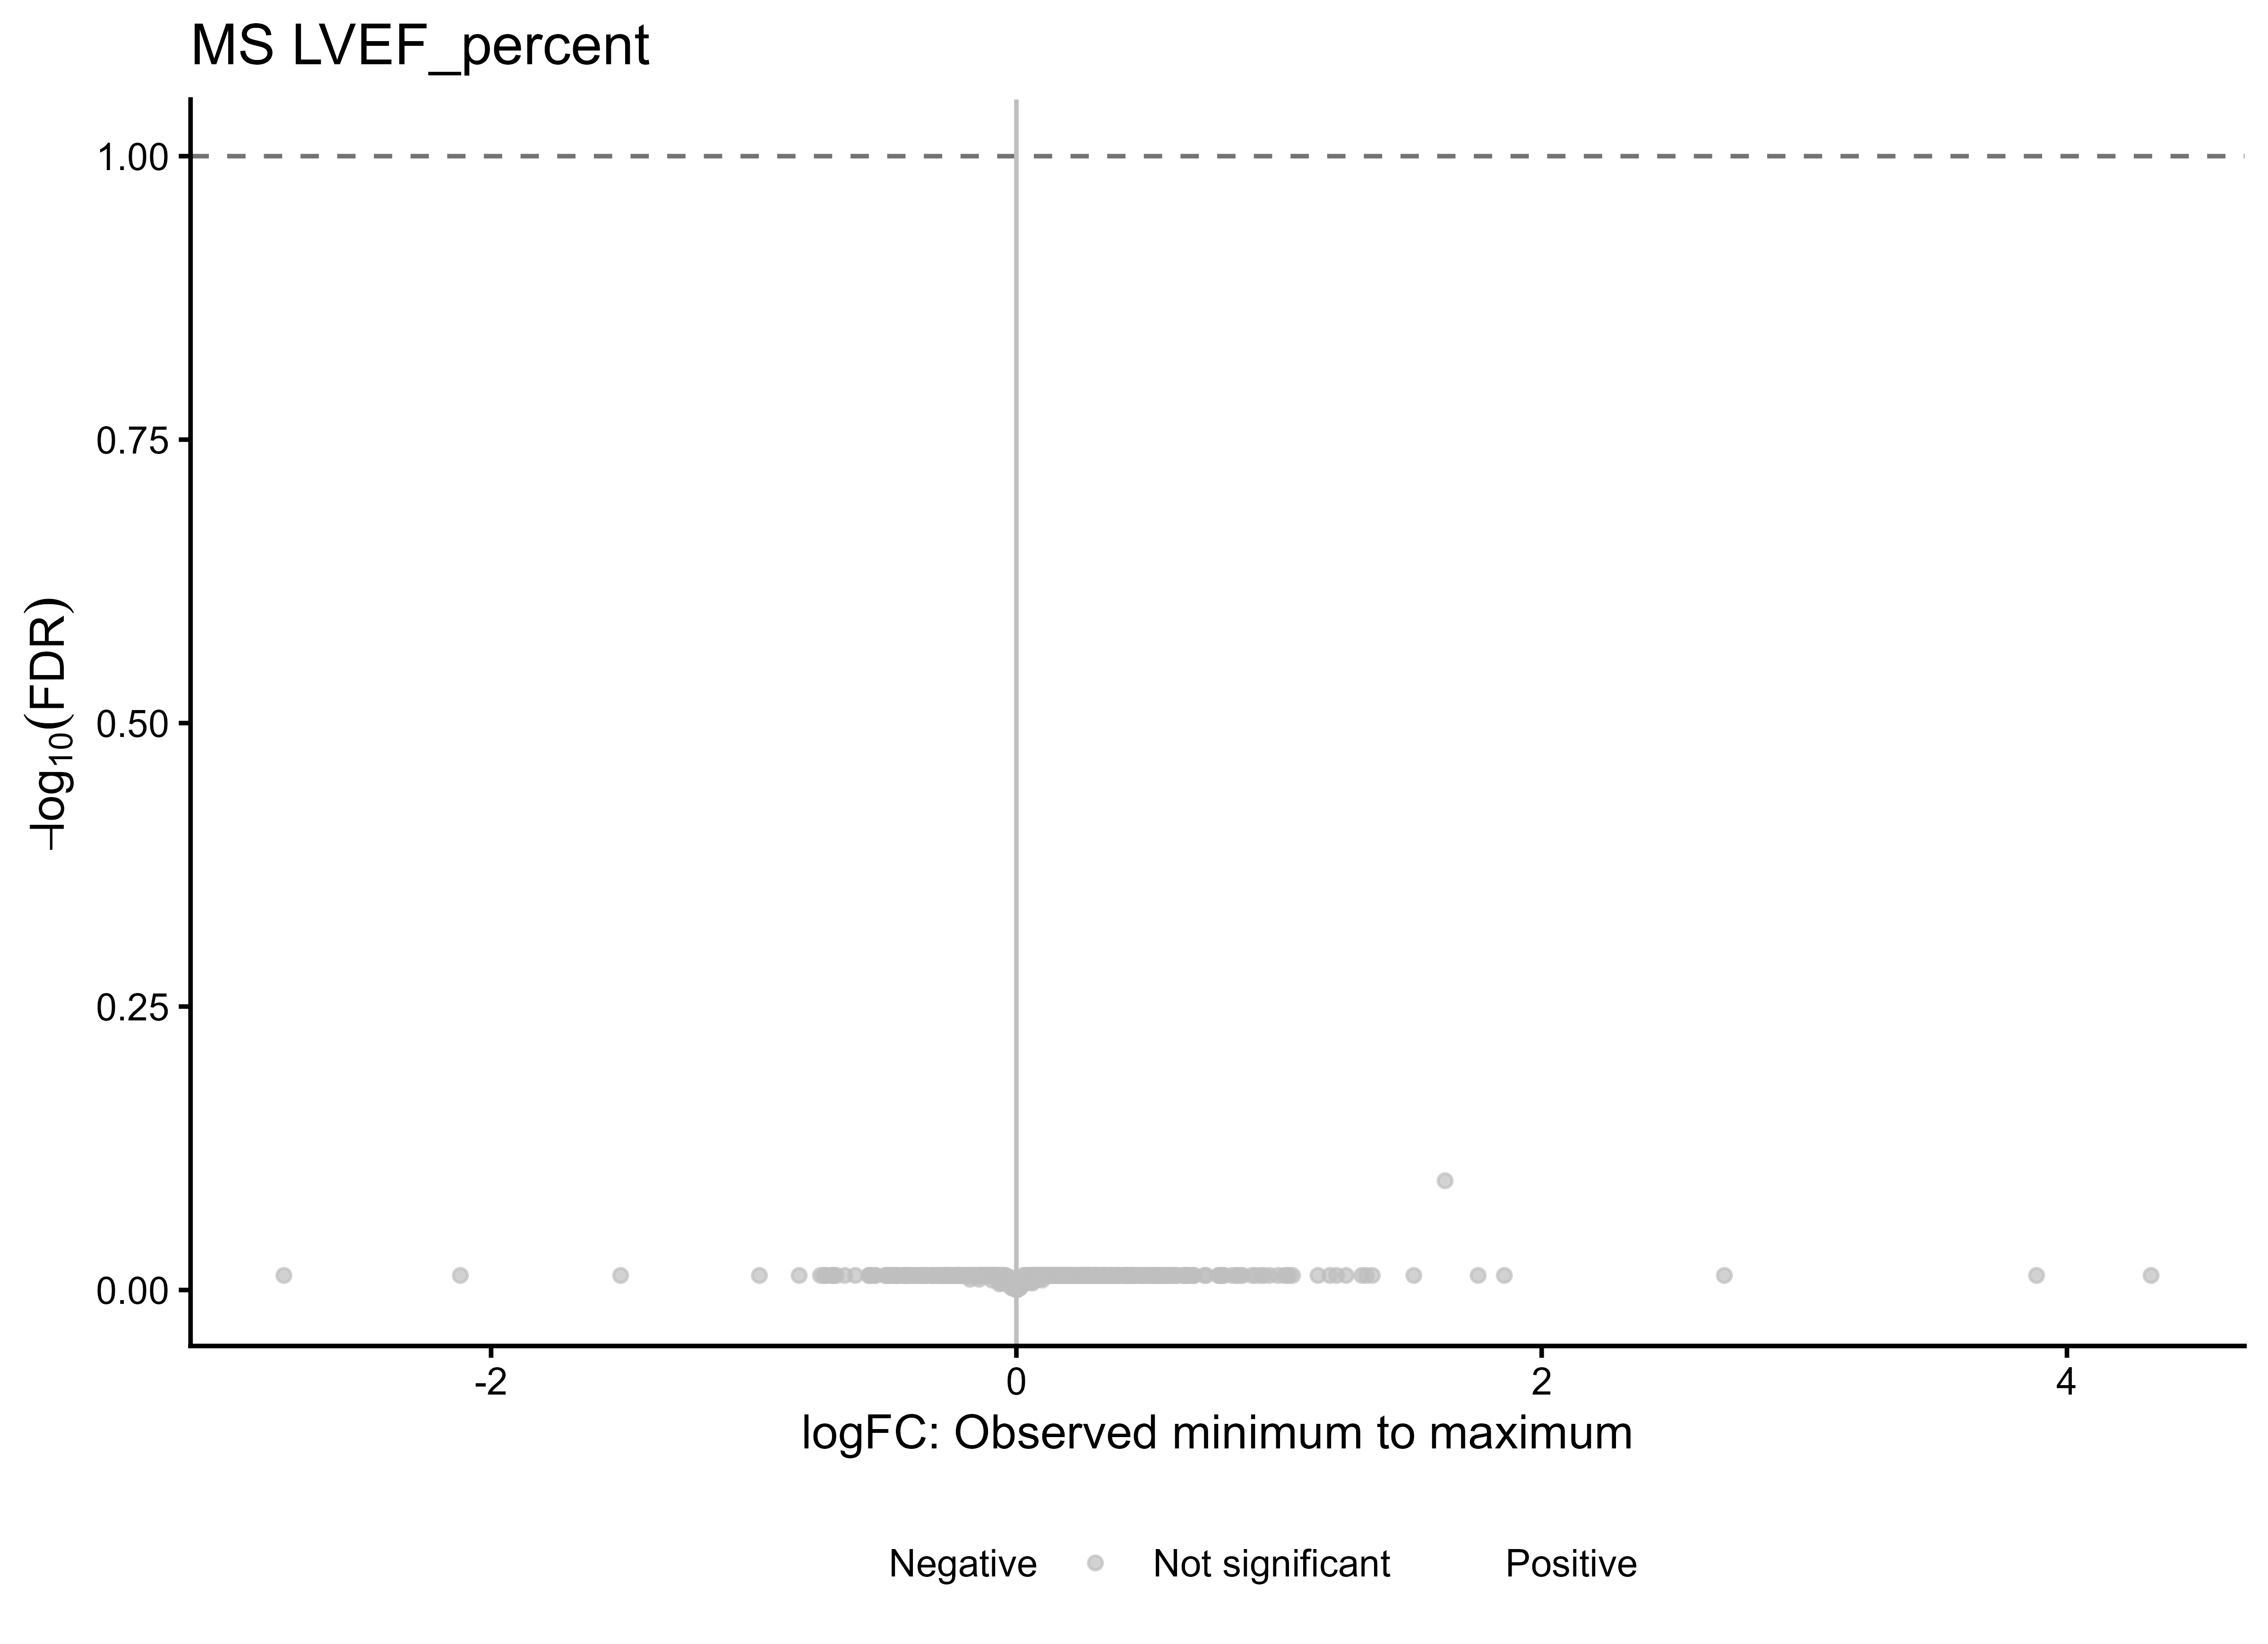 MS LVEF_percent
1.00
0.75
0.50
0.25
0.00
–log₁₀(FDR)
-2 0 2 4
logFC: Observed minimum to maximum
Negative Not significant Positive